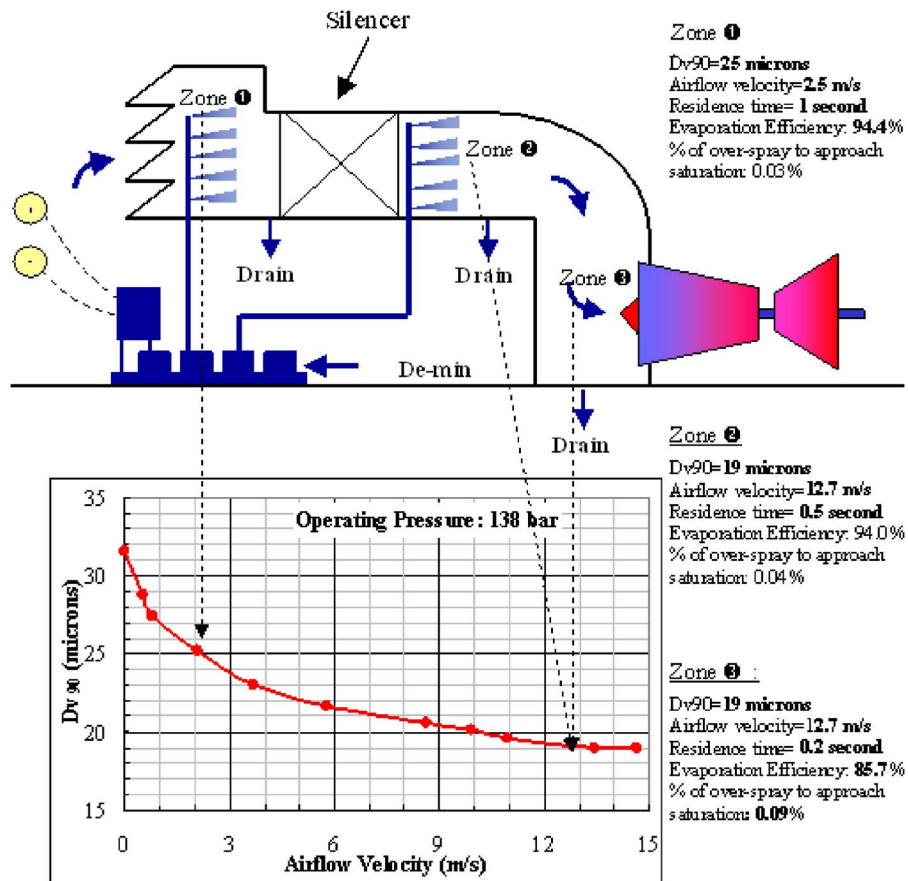 Silencer
Zone ❶
Dv90=25 microns
Airflow velocity=2.5 m/s
Residence time= 1 second
Evaporation Efficiency: 94.4%
% of over-spray to approach
saturation: 0.03%
Zone ❶
Zone ❷
Drain
Drain
Zone ❸
De-min
Drain
Zone ❷
Dv90=19 microns
Airflow velocity=12.7 m/s
Residence time= 0.5 second
Evaporation Efficiency: 94.0%
% of over-spray to approach
saturation: 0.04%
Zone ❸ :
Dv90=19 microns
Airflow velocity=12.7 m/s
Residence time= 0.2 second
Evaporation Efficiency: 85.7%
% of over-spray to approach
saturation: 0.09%
Operating Pressure: 138 bar
Dv 90 (microns)
35
30
25
20
15
0 3 6 9 12 15
Airflow Velocity (m/s)